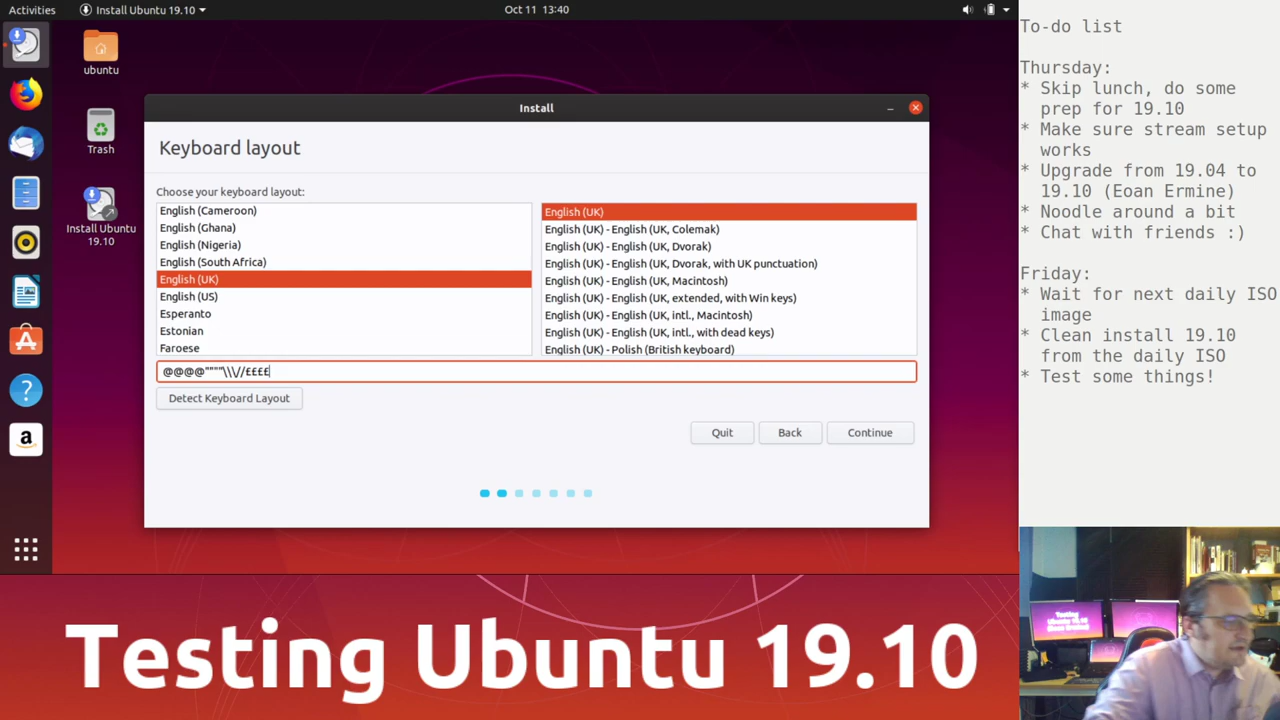 Activities
Install Ubuntu 19.10
Oct 11 13:40
ubuntu
Trash
Install Ubuntu
19.10
Install
Keyboard layout
Choose your keyboard layout:
English (Cameroon)
English (Ghana)
English (Nigeria)
English (South Africa)
English (UK)
English (US)
Esperanto
Estonian
Faroese
English (UK)
English (UK) - English (UK, Colemak)
English (UK) - English (UK, Dvorak)
English (UK) - English (UK, Dvorak, with UK punctuation)
English (UK) - English (UK, Macintosh)
English (UK) - English (UK, extended, with Win keys)
English (UK) - English (UK, intl., Macintosh)
English (UK) - English (UK, intl., with dead keys)
English (UK) - Polish (British keyboard)
@@@@""""\\\//££££
Detect Keyboard Layout
Quit
Back
Continue
a
To-do list
Thursday:
* Skip lunch, do some
prep for 19.10
* Make sure stream setup
works
* Upgrade from 19.04 to
19.10 (Eoan Ermine)
* Noodle around a bit
* Chat with friends :)
Friday:
* Wait for next daily ISO
image
* Clean install 19.10
from the daily ISO
* Test some things!
Testing Ubuntu 19.10